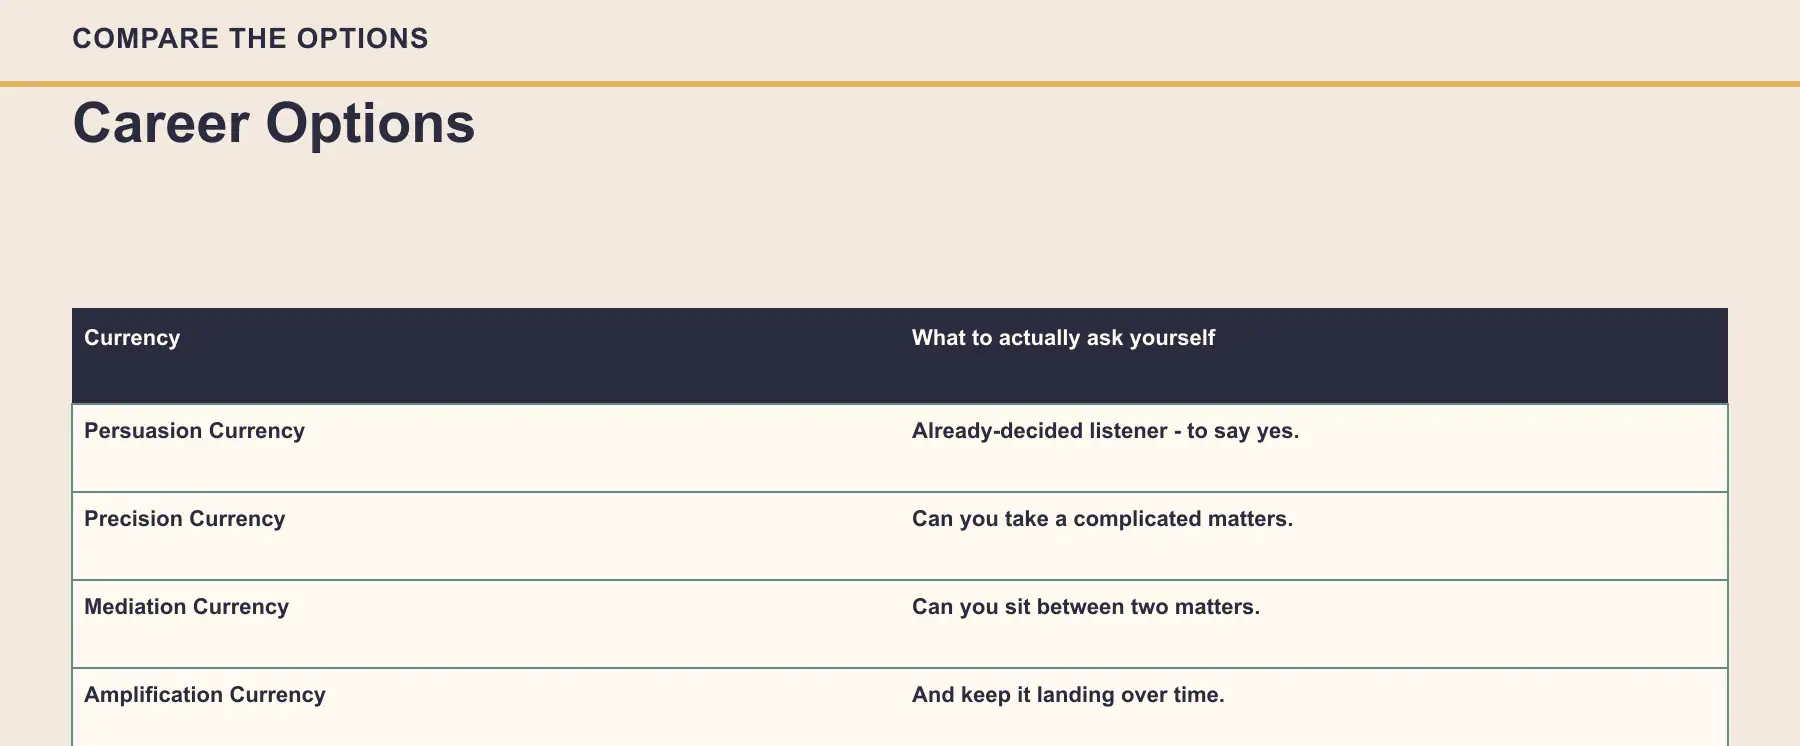 COMPARE THE OPTIONS
Career Options
Currency What to actually ask yourself
Persuasion Currency Already-decided listener - to say yes.
Precision Currency Can you take a complicated matters.
Mediation Currency Can you sit between two matters.
Amplification Currency And keep it landing over time.